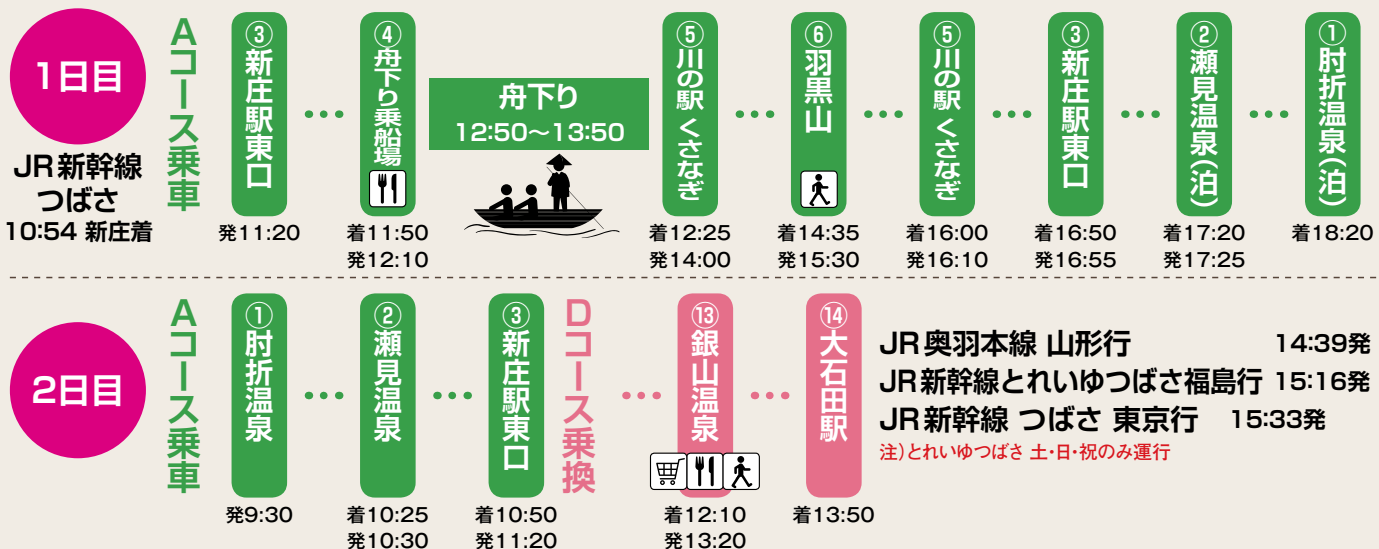 1日目
JR新幹線
つばさ
10:54 新庄着
Aコース乗車
③新庄駅東口
発11:20
④舟下り乗船場
着11:50
発12:10
舟下り
12:50〜13:50
⑤川の駅 くさなぎ
着12:25
発14:00
⑥羽黒山
着14:35
発15:30
⑤川の駅 くさなぎ
着16:00
発16:10
③新庄駅東口
着16:50
発16:55
②瀬見温泉(泊)
着17:20
発17:25
①肘折温泉(泊)
着18:20
2日目
Aコース乗車
①肘折温泉
発9:30
②瀬見温泉
着10:25
発10:30
③新庄駅東口
着10:50
発11:20
Dコース乗換
⑬銀山温泉
着12:10
発13:20
⑭大石田駅
着13:50
JR奥羽本線 山形行 14:39発
JR新幹線とれいゆつばさ福島行 15:16発
JR新幹線 つばさ 東京行 15:33発
注)とれいゆつばさ 土・日・祝のみ運行